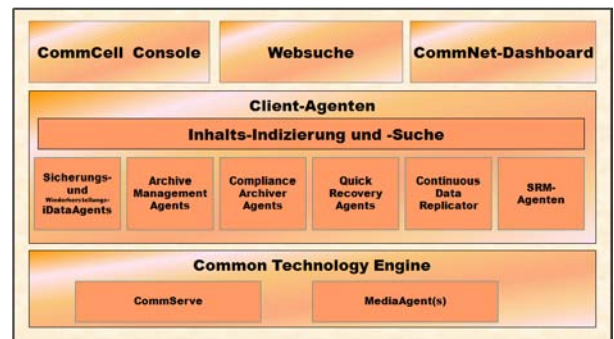 CommCell Console
Websuche
CommNet-Dashboard
Client-Agenten
Inhalts-Indizierung und -Suche
Sicherungs-
und
Wiederherstellungs-
iDataAgents
Archive
Management
Agents
Compliance
Archiver
Agents
Quick
Recovery
Agents
Continuous
Data
Replicator
SRM-
Agenten
Common Technology Engine
CommServe
MediaAgent(s)